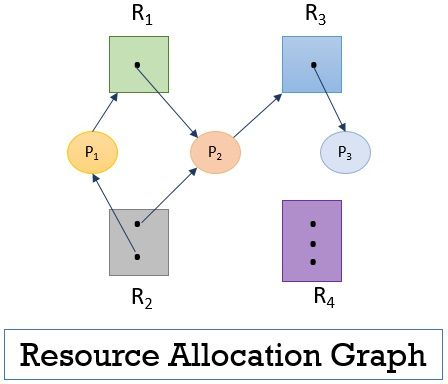 R₁ R₃
P₁ P₂ P₃
R₂ R₄
Resource Allocation Graph